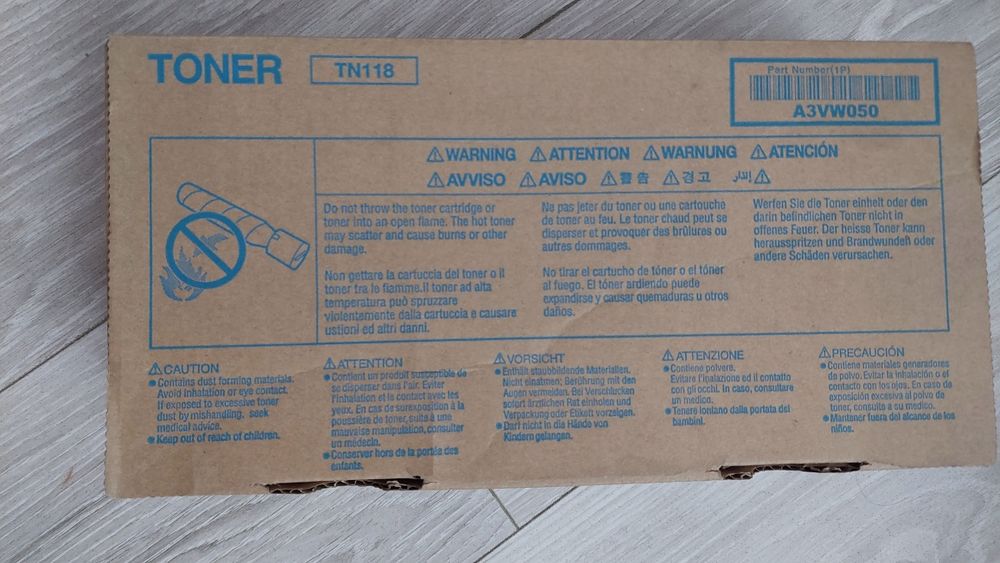 TONER
TN118
Part Number(1P)
A3VW050
⚠WARNING ⚠ATTENTION ⚠WARNUNG ⚠ATENCIÓN
⚠AVVISO ⚠AVISO ⚠警告 ⚠경고 إنذار⚠
Do not throw the toner cartridge or
toner into an open flame. The hot toner
may scatter and cause burns or other
damage.
Non gettare la cartuccia del toner o il
toner tra le fiamme.il toner ad alta
temperatura può spruzzare
violentemente dalla cartuccia e causare
ustioni ed altri danni.
Ne pas jeter du toner ou une cartouche
de toner au feu. Le toner chaud peut se
disperser et provoquer des brûlures ou
autres dommages.
No tirar el cartucho de tóner o el tóner
al fuego. El tóner ardiendo puede
expandirse y causar quemaduras u otros
daños.
Werfen Sie die Toner einheit oder den
darin befindlichen Toner nicht in
offenes Feuer. Der heisse Toner kann
herausspritzen und Brandwundeñ oder
andere Schäden verursachen.
⚠CAUTION
●Contains dust forming materials.
Avoid inhalation or eye contact.
If exposed to excessive toner
dust by mishandling, seek
medical advice.
●Keep out of reach of children.
⚠ATTENTION
●Contient un produit susceptible de
se disperser dans l'air. Eviter
l'inhalation et le contact avec les
yeux. En cas de surexposition à la
poussière de toner, suite à une
mauvaise manipulation, consulter
un médecin.
●Conserver hors de la portée des
enfants.
⚠VORSICHT
●Enthält staubbildende Materialien.
Nicht einatmen; Berührung mit den
Augen vermeiden. Bei Verschlucken
sofort ärztlichen Rat einholen und
Verpackung oder Etikett vorzeigen.
●Darf nicht in die Hände von
Kindern gelangen.
⚠ATTENZIONE
●Contiene polvere.
Evitare l'inalazione ed il contatto
con gli occhi. In caso, consultare
un medico.
●Tenere lontano dalla portata dei
bambini.
⚠PRECAUCIÓN
●Contiene materiales generadores
de polvo. Evitar la inhalación o el
contacto con los ojos. En caso de
exposición excesiva al polvo de
toner, consulta a su medico.
●Mantener fuera del alcance de los
niños.